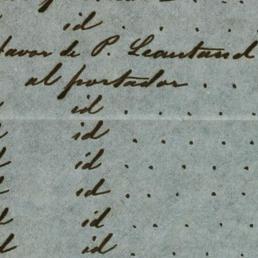 id . . .
favor de P. Leautaud
al portador . . .
id . . . .
id . . . .
id . . . .
id . . . .
id . . . .
id . . . .